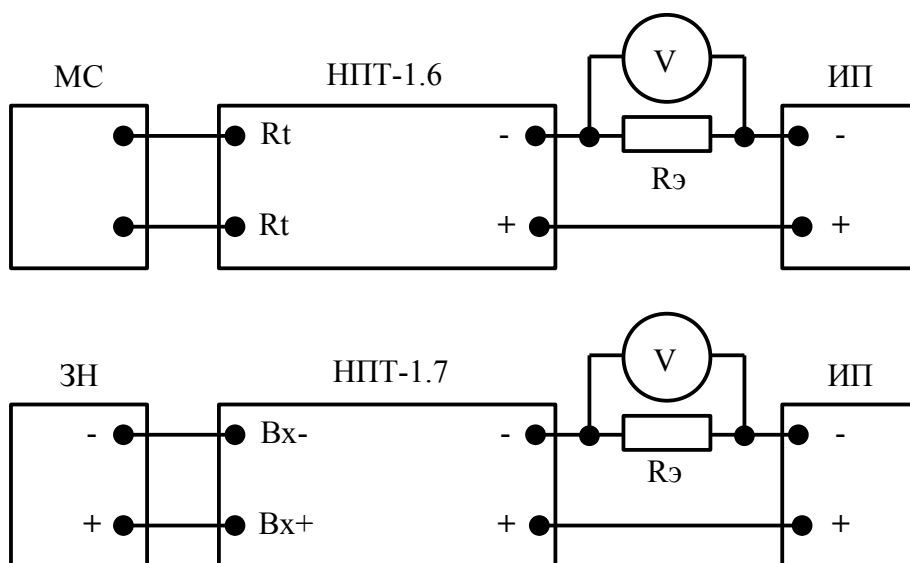 V
МС НПТ-1.6 ИП
Rt - -
Rэ
Rt + +
V
ЗН НПТ-1.7 ИП
- Вх- - -
Rэ
+ Вх+ + +